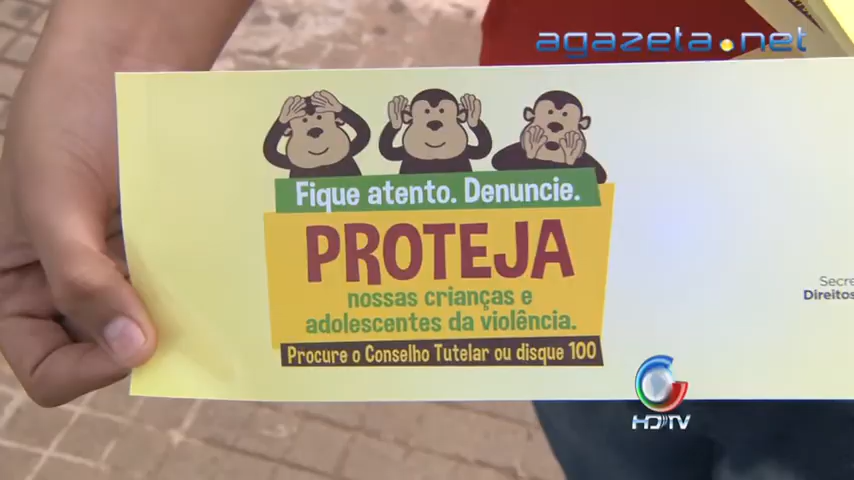 agazeta.net
Fique atento. Denuncie.
PROTEJA
nossas crianças e
adolescentes da violência.
Procure o Conselho Tutelar ou disque 100
Direitos
HDTV